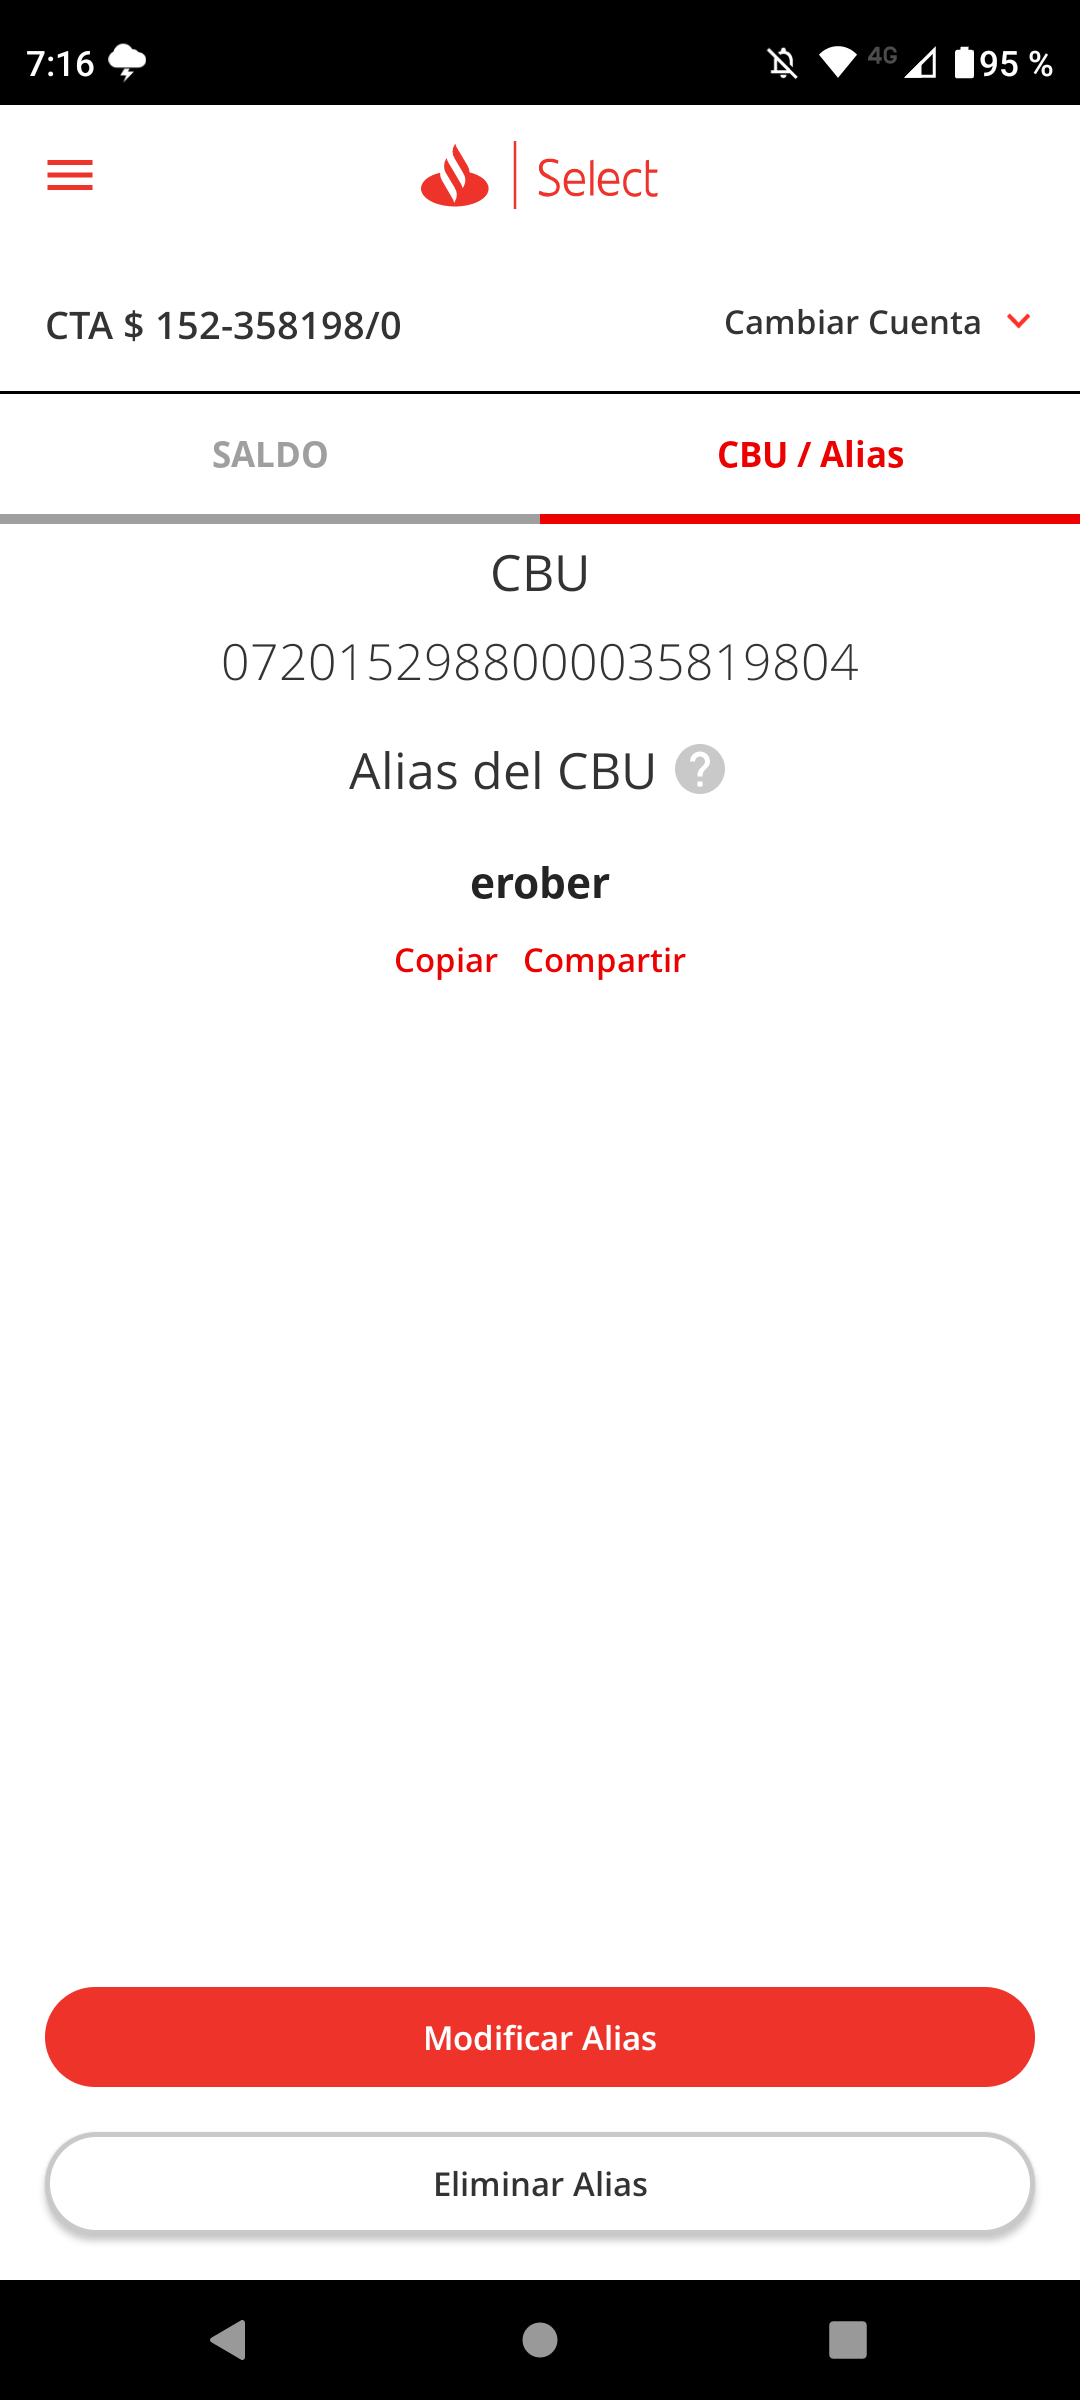 7:16 4G 95 %
Select
CTA $ 152-358198/0 Cambiar Cuenta
SALDO CBU / Alias
CBU
0720152988000035819804
Alias del CBU ?
erober
Copiar Compartir
Modificar Alias
Eliminar Alias